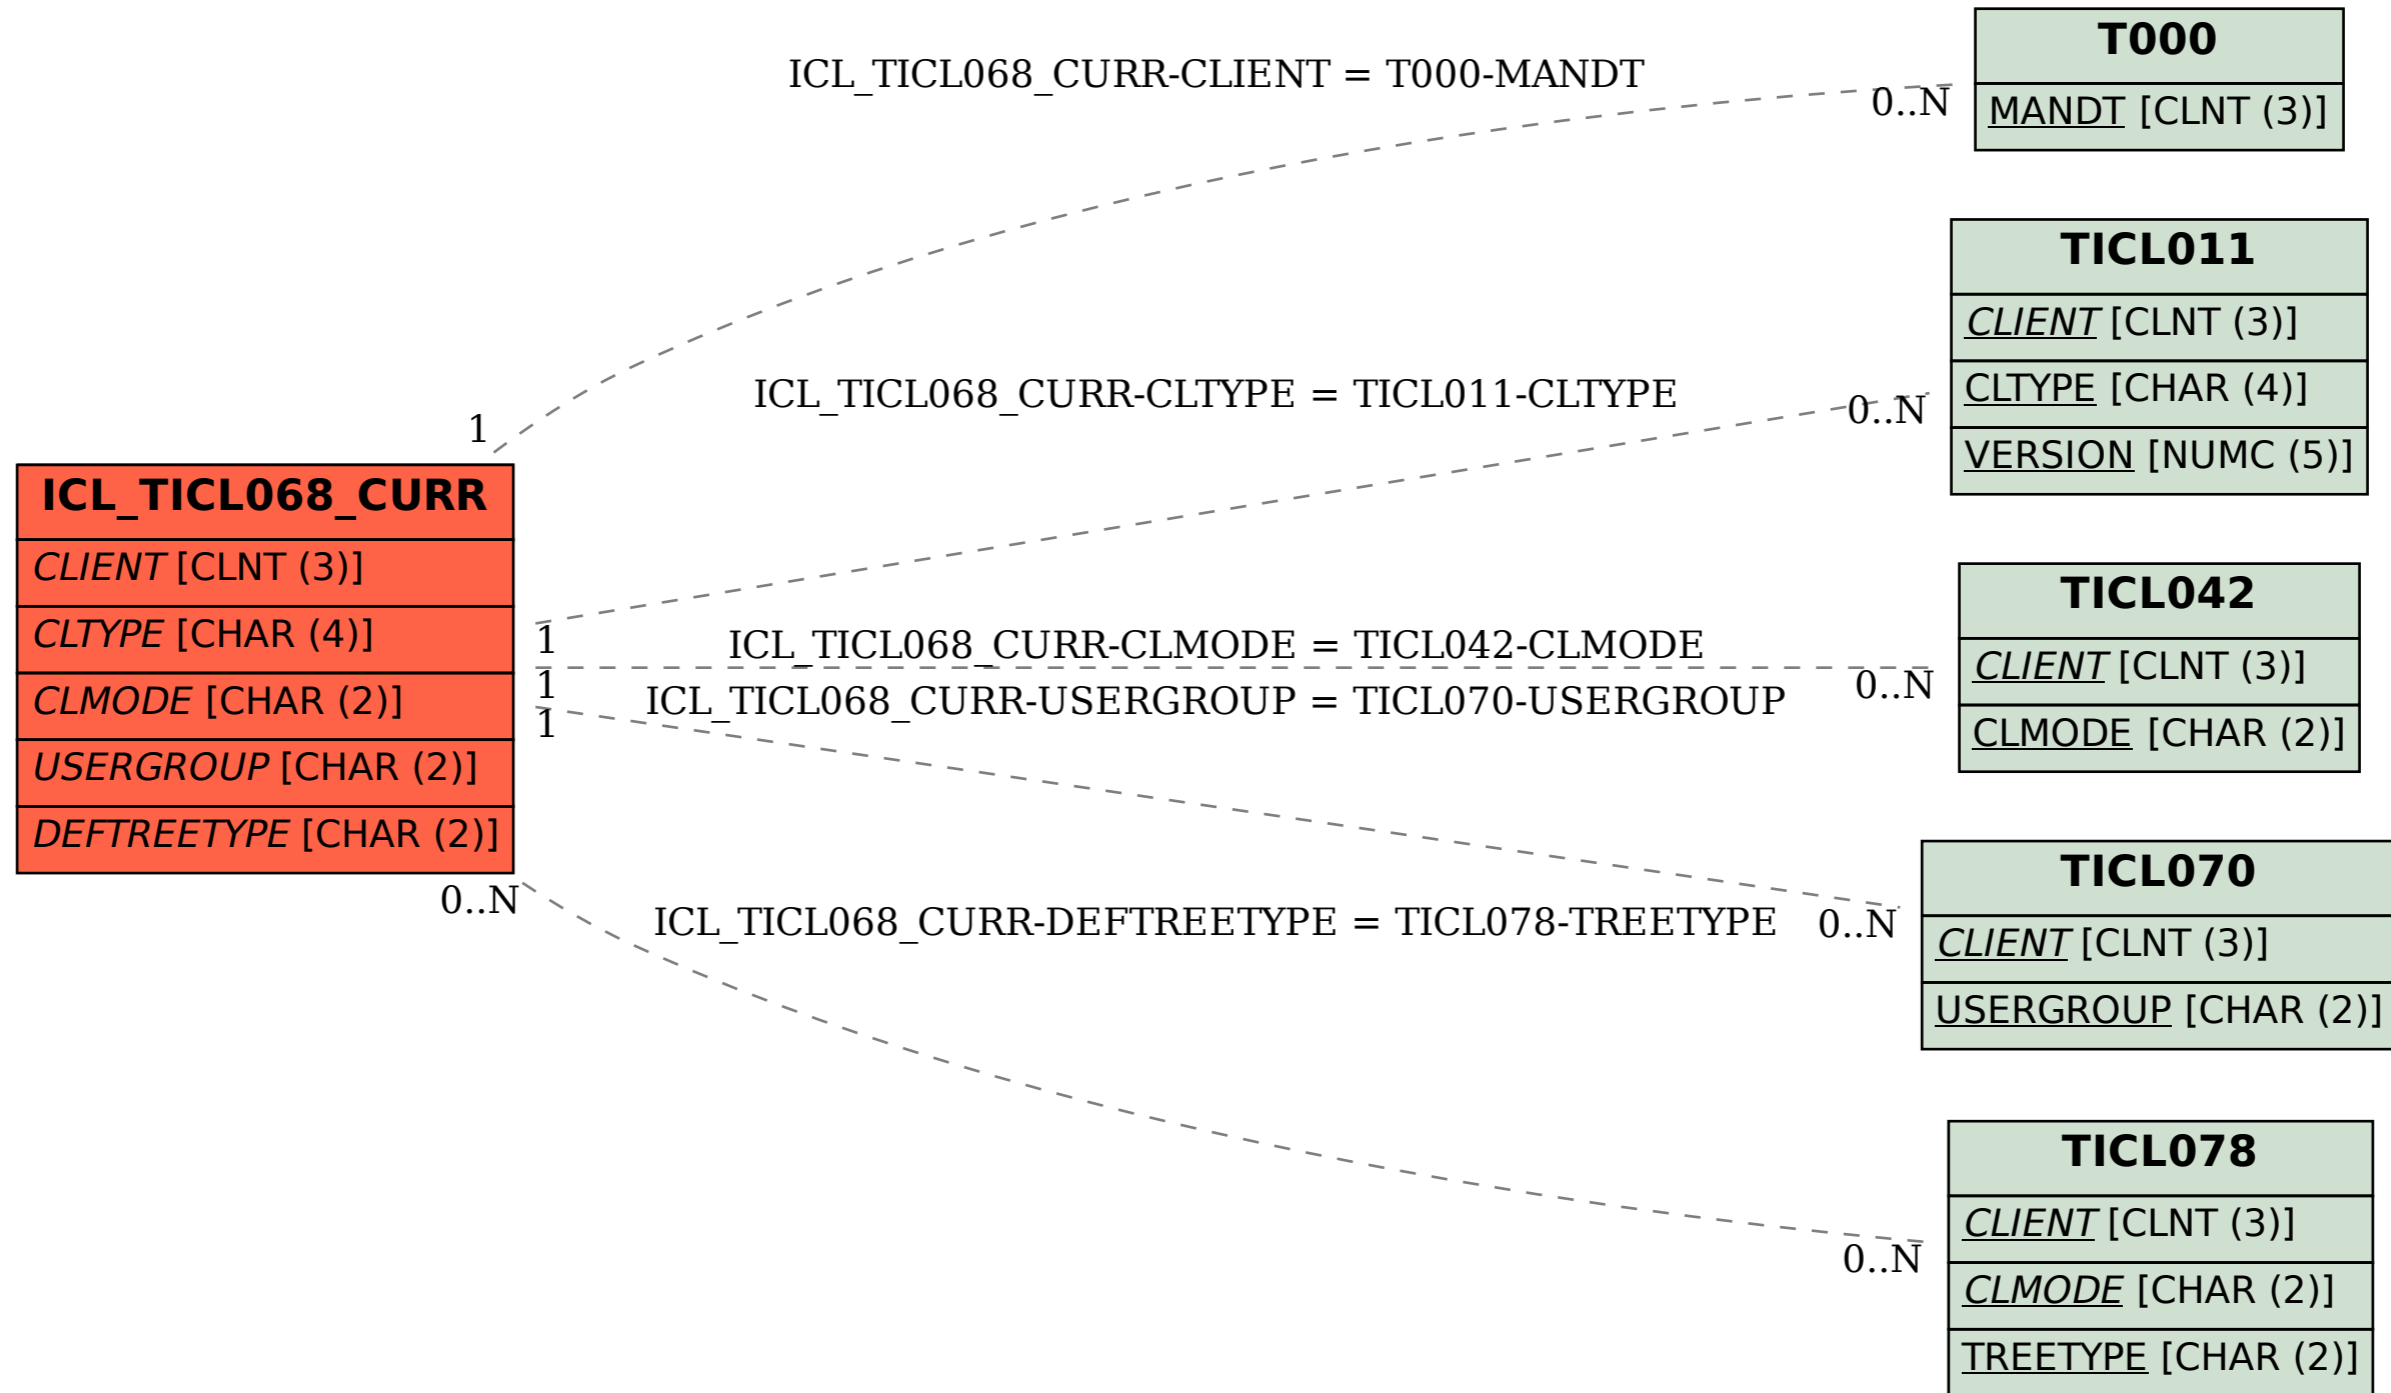 T000
MANDT [CLNT (3)]
ICL_TICL068_CURR-CLIENT = T000-MANDT
0..N
1
TICL011
CLIENT [CLNT (3)]
CLTYPE [CHAR (4)]
VERSION [NUMC (5)]
ICL_TICL068_CURR-CLTYPE = TICL011-CLTYPE
0..N
1
ICL_TICL068_CURR
CLIENT [CLNT (3)]
CLTYPE [CHAR (4)]
CLMODE [CHAR (2)]
USERGROUP [CHAR (2)]
DEFTREETYPE [CHAR (2)]
TICL042
CLIENT [CLNT (3)]
CLMODE [CHAR (2)]
ICL_TICL068_CURR-CLMODE = TICL042-CLMODE
0..N
1
ICL_TICL068_CURR-USERGROUP = TICL070-USERGROUP
1
0..N
TICL070
CLIENT [CLNT (3)]
USERGROUP [CHAR (2)]
0..N
ICL_TICL068_CURR-DEFTREETYPE = TICL078-TREETYPE
0..N
TICL078
CLIENT [CLNT (3)]
CLMODE [CHAR (2)]
TREETYPE [CHAR (2)]